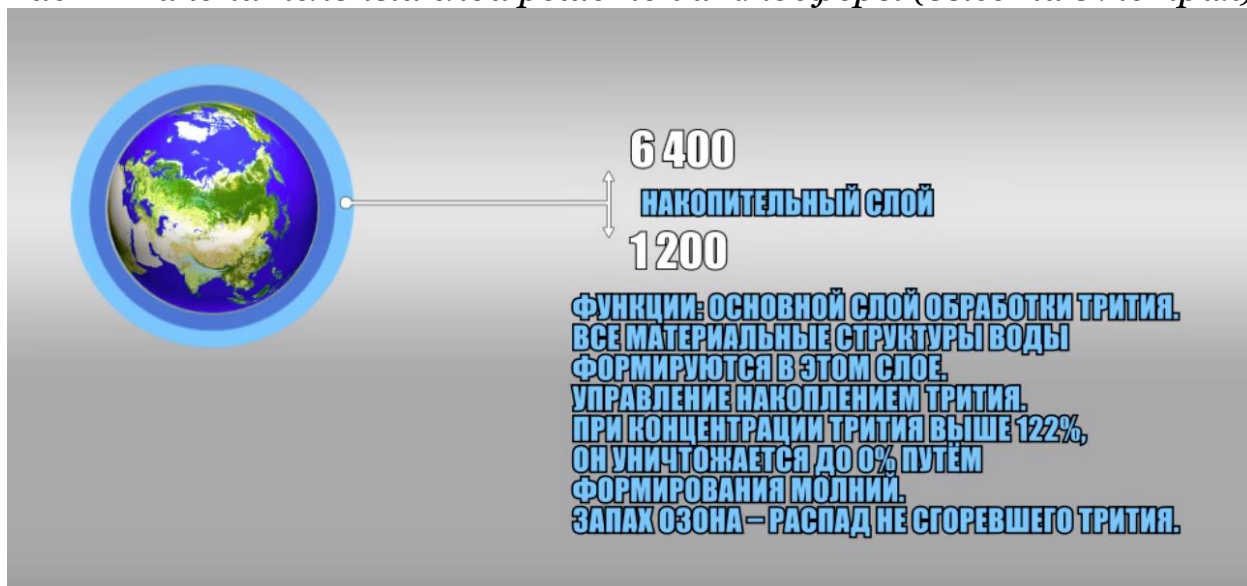 6 400
НАКОПИТЕЛЬНЫЙ СЛОЙ
1 200
ФУНКЦИИ: ОСНОВНОЙ СЛОЙ ОБРАБОТКИ ТРИТИЯ.
ВСЕ МАТЕРИАЛЬНЫЕ СТРУКТУРЫ ВОДЫ
ФОРМИРУЮТСЯ В ЭТОМ СЛОЕ.
УПРАВЛЕНИЕ НАКОПЛЕНИЕМ ТРИТИЯ.
ПРИ КОНЦЕНТРАЦИИ ТРИТИЯ ВЫШЕ 122%,
ОН УНИЧТОЖАЕТСЯ ДО 0% ПУТЁМ
ФОРМИРОВАНИЯ МОЛНИЙ.
ЗАПАХ ОЗОНА – РАСПАД НЕ СГОРЕВШЕГО ТРИТИЯ.